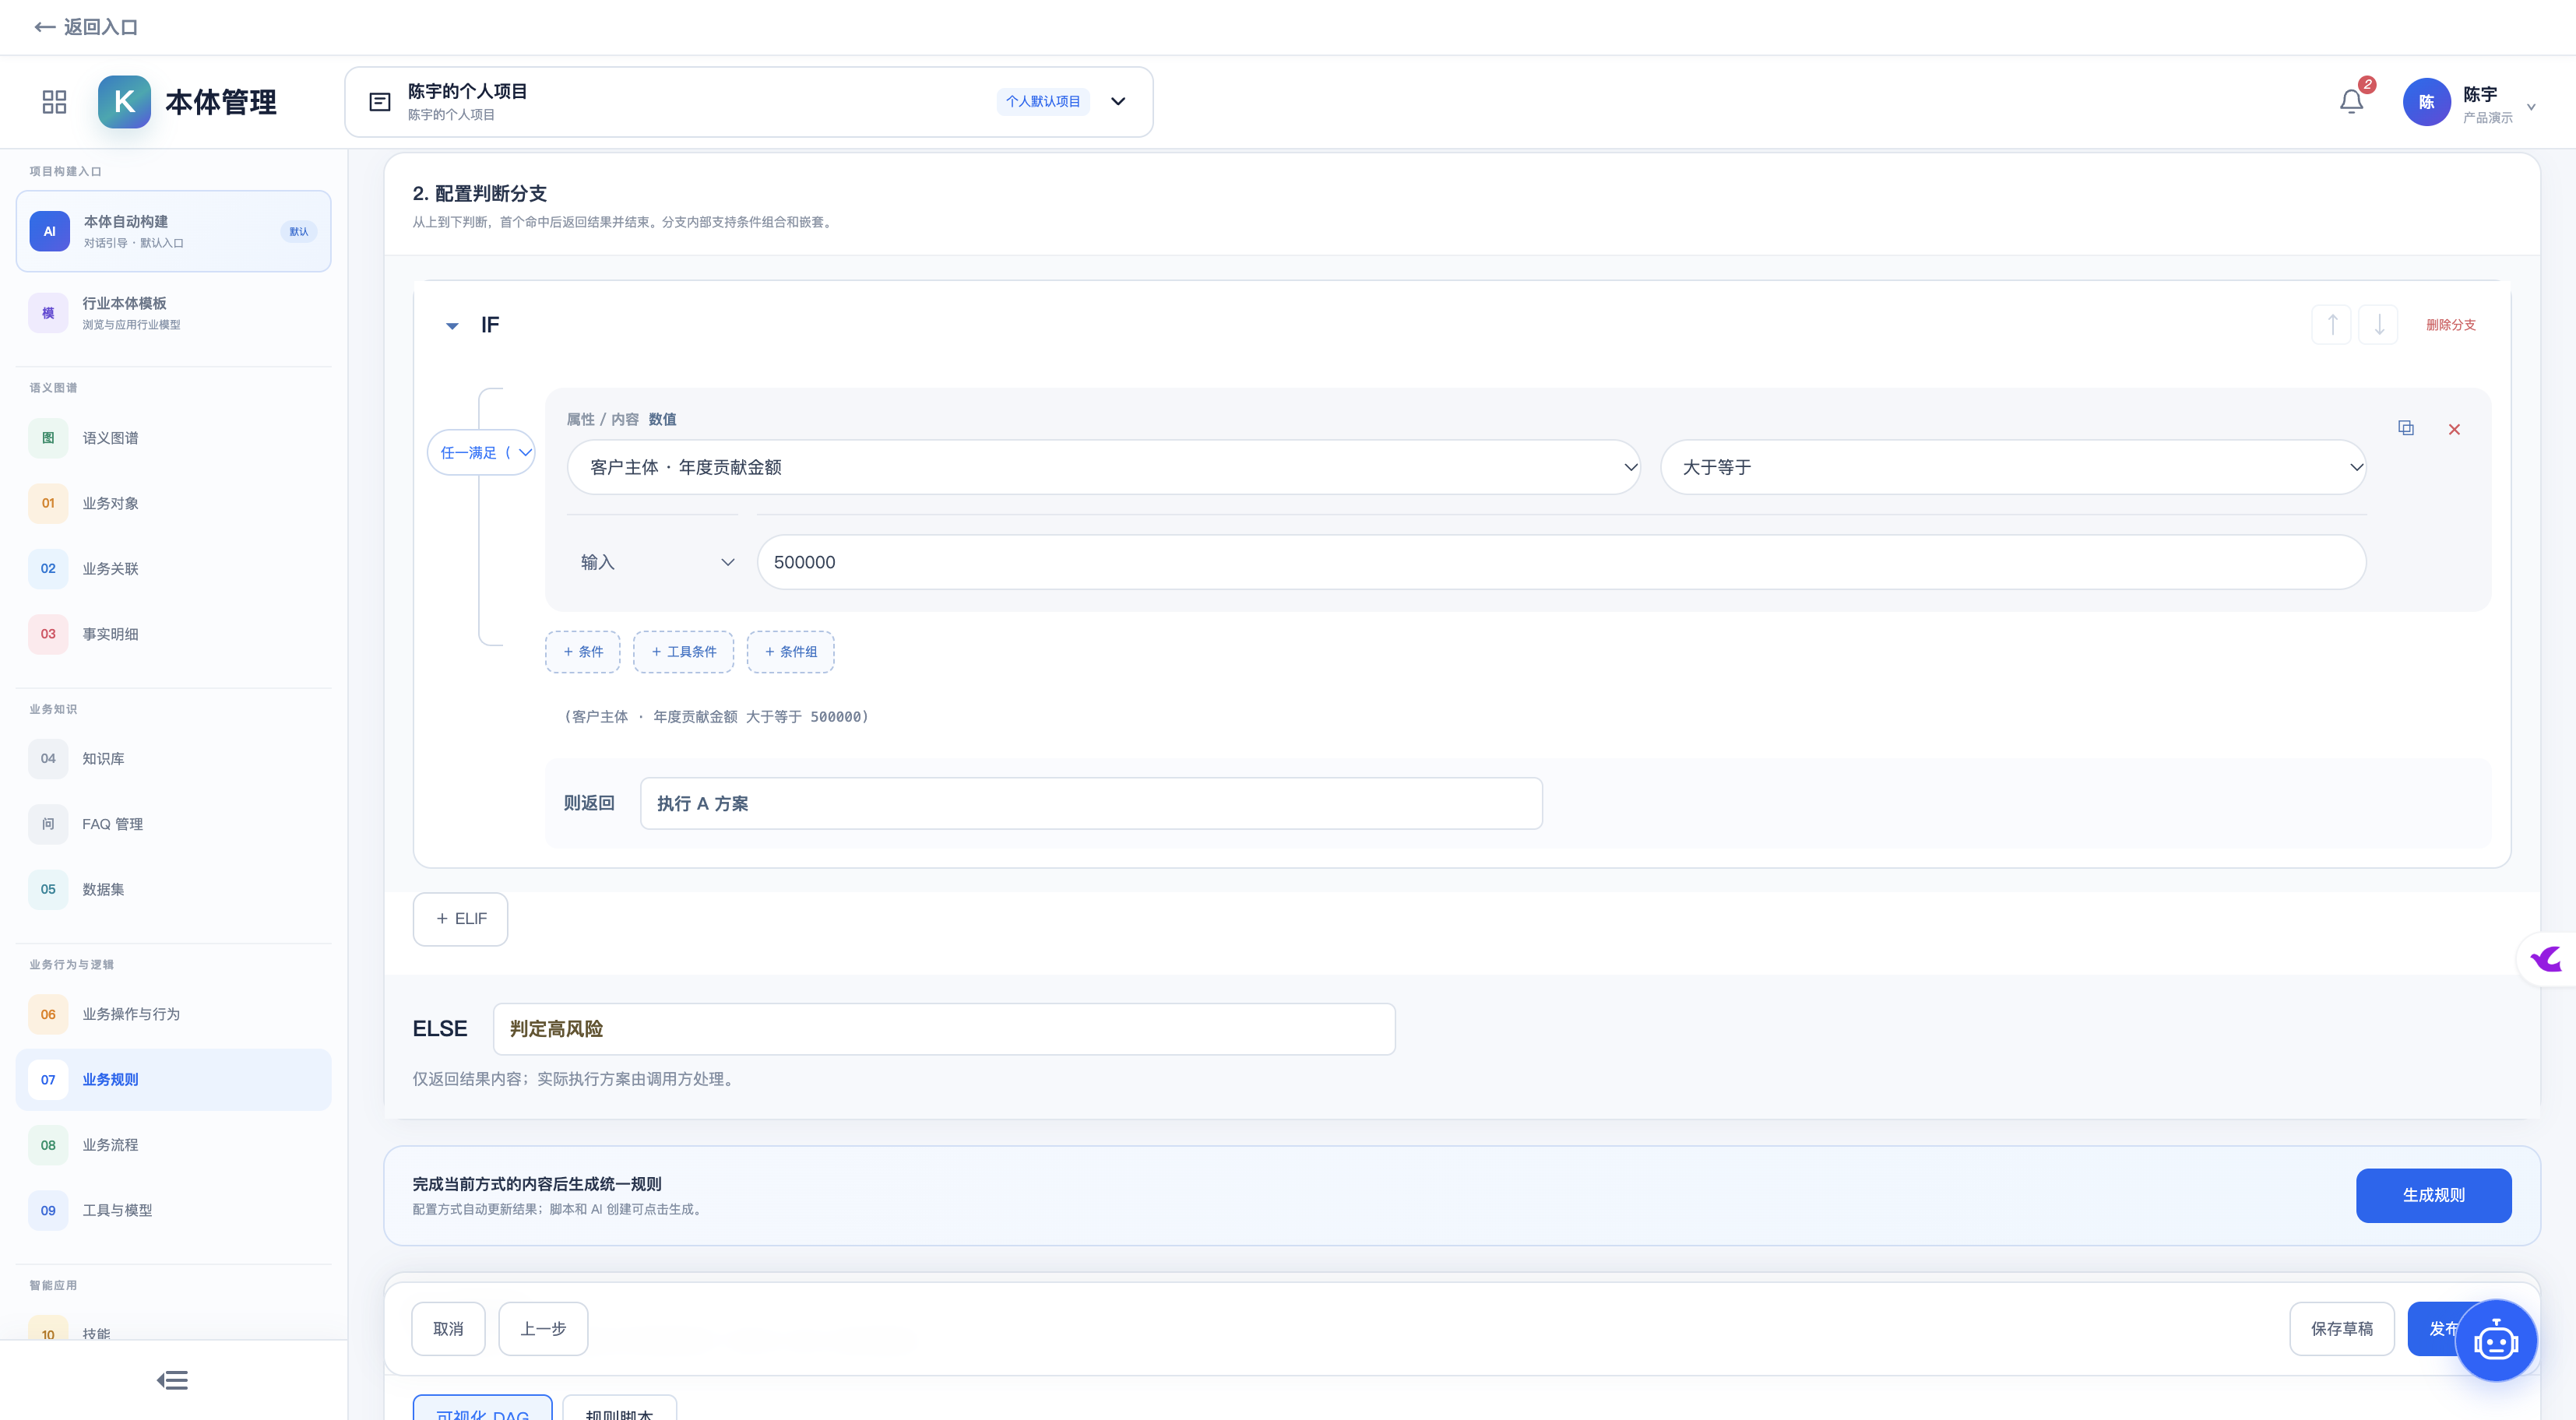 ← 返回入口
K 本体管理
陈宇的个人项目
陈宇的个人项目
个人默认项目
2
陈
陈宇
产品演示
项目构建入口
AI
本体自动构建
对话引导 · 默认入口
默认
模
行业本体模板
浏览与应用行业模型
语义图谱
图 语义图谱
01 业务对象
02 业务关联
03 事实明细
业务知识
04 知识库
问 FAQ 管理
05 数据集
业务行为与逻辑
06 业务操作与行为
07 业务规则
08 业务流程
09 工具与模型
智能应用
10 技能
2. 配置判断分支
从上到下判断，首个命中后返回结果并结束。分支内部支持条件组合和嵌套。
IF
↑ ↓ 删除分支
任一满足（
属性 / 内容 数值
客户主体 · 年度贡献金额
大于等于
输入
500000
+ 条件
+ 工具条件
+ 条件组
(客户主体 · 年度贡献金额 大于等于 500000)
则返回 执行 A 方案
+ ELIF
ELSE 判定高风险
仅返回结果内容；实际执行方案由调用方处理。
完成当前方式的内容后生成统一规则
配置方式自动更新结果；脚本和 AI 创建可点击生成。
生成规则
取消
上一步
保存草稿
发布
可视化 DAG
规则脚本